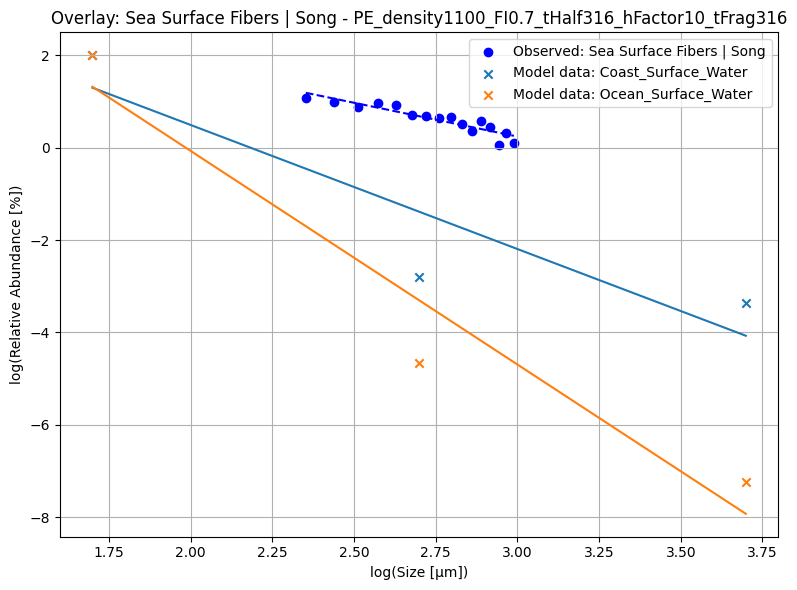 Overlay: Sea Surface Fibers | Song - PE_density1100_FI0.7_tHalf316_hFactor10_tFrag316
Observed: Sea Surface Fibers | Song
Model data: Coast_Surface_Water
Model data: Ocean_Surface_Water
log(Relative Abundance [%])
2
0
−2
−4
−6
−8
1.75 2.00 2.25 2.50 2.75 3.00 3.25 3.50 3.75
log(Size [μm])